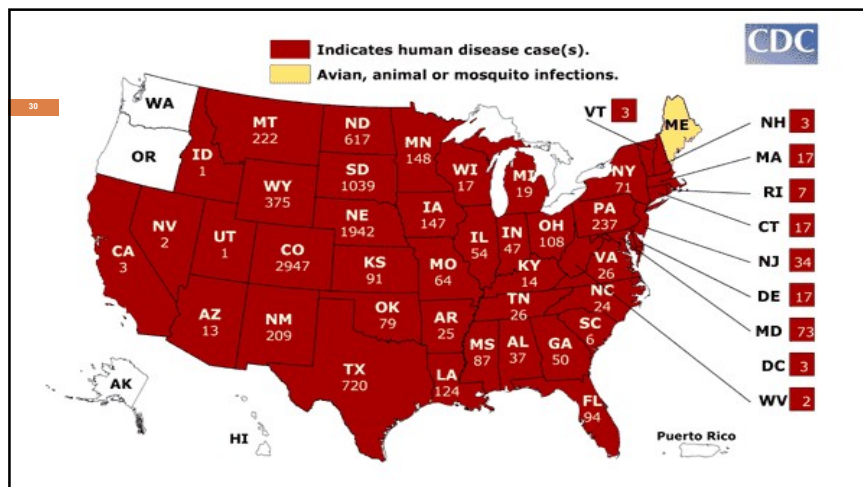 Indicates human disease case(s).
Avian, animal or mosquito infections.
CDC
30
WA
OR
ID
1
MT
222
ND
617
MN
148
WY
375
SD
1039
WI
17
MI
19
NY
71
VT 3
ME
NH 3
MA 17
RI 7
CT 17
NJ 34
DE 17
MD 73
DC 3
WV 2
CA
3
NV
2
UT
1
CO
2947
NE
1942
IA
147
IL
54
IN
47
OH
108
PA
237
KS
91
MO
64
KY
14
VA
26
NC
24
TN
26
SC
6
AZ
13
NM
209
OK
79
AR
25
MS
87
AL
37
GA
50
TX
720
LA
124
FL
94
AK
HI
Puerto Rico